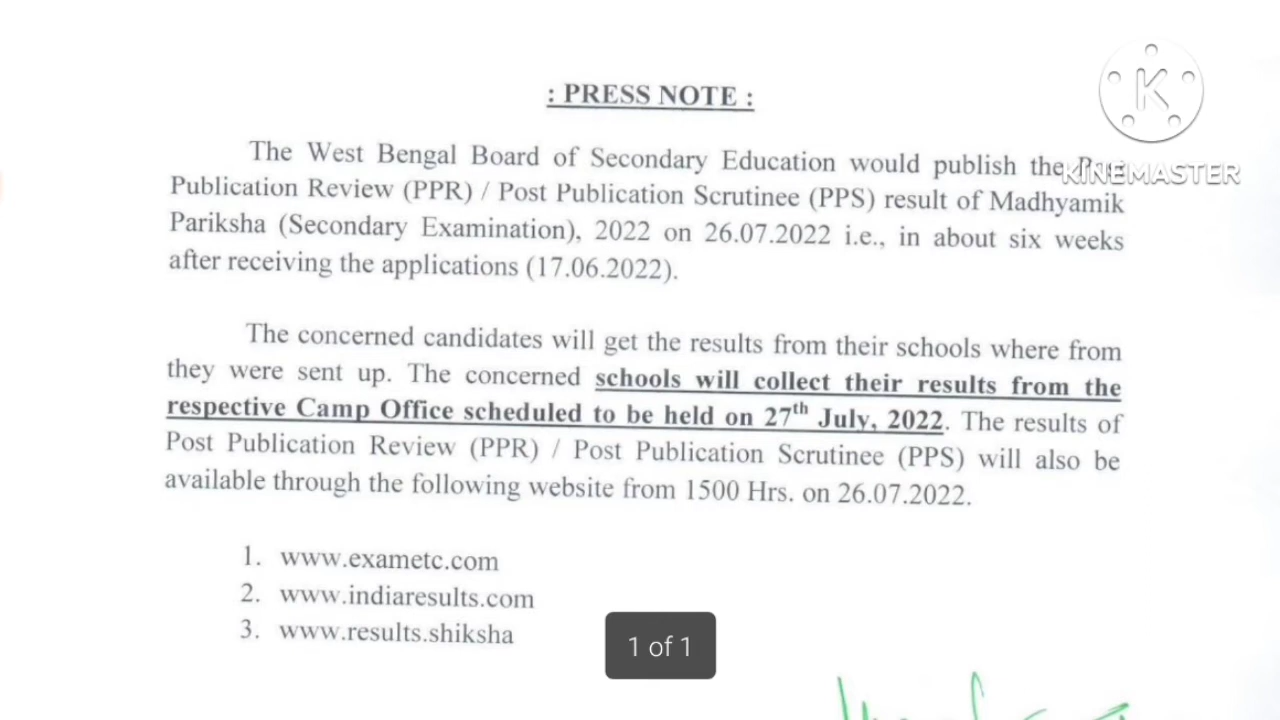 : PRESS NOTE :
K
The West Bengal Board of Secondary Education would publish the
KINEMASTER
Publication Review (PPR) / Post Publication Scrutinee (PPS) result of Madhyamik
Pariksha (Secondary Examination), 2022 on 26.07.2022 i.e., in about six weeks
after receiving the applications (17.06.2022).
The concerned candidates will get the results from their schools where from
they were sent up. The concerned schools will collect their results from the
respective Camp Office scheduled to be held on 27th July, 2022. The results of
Post Publication Review (PPR) / Post Publication Scrutinee (PPS) will also be
available through the following website from 1500 Hrs. on 26.07.2022.
1. www.exametc.com
2. www.indiaresults.com
3. www.results.shiksha
1 of 1